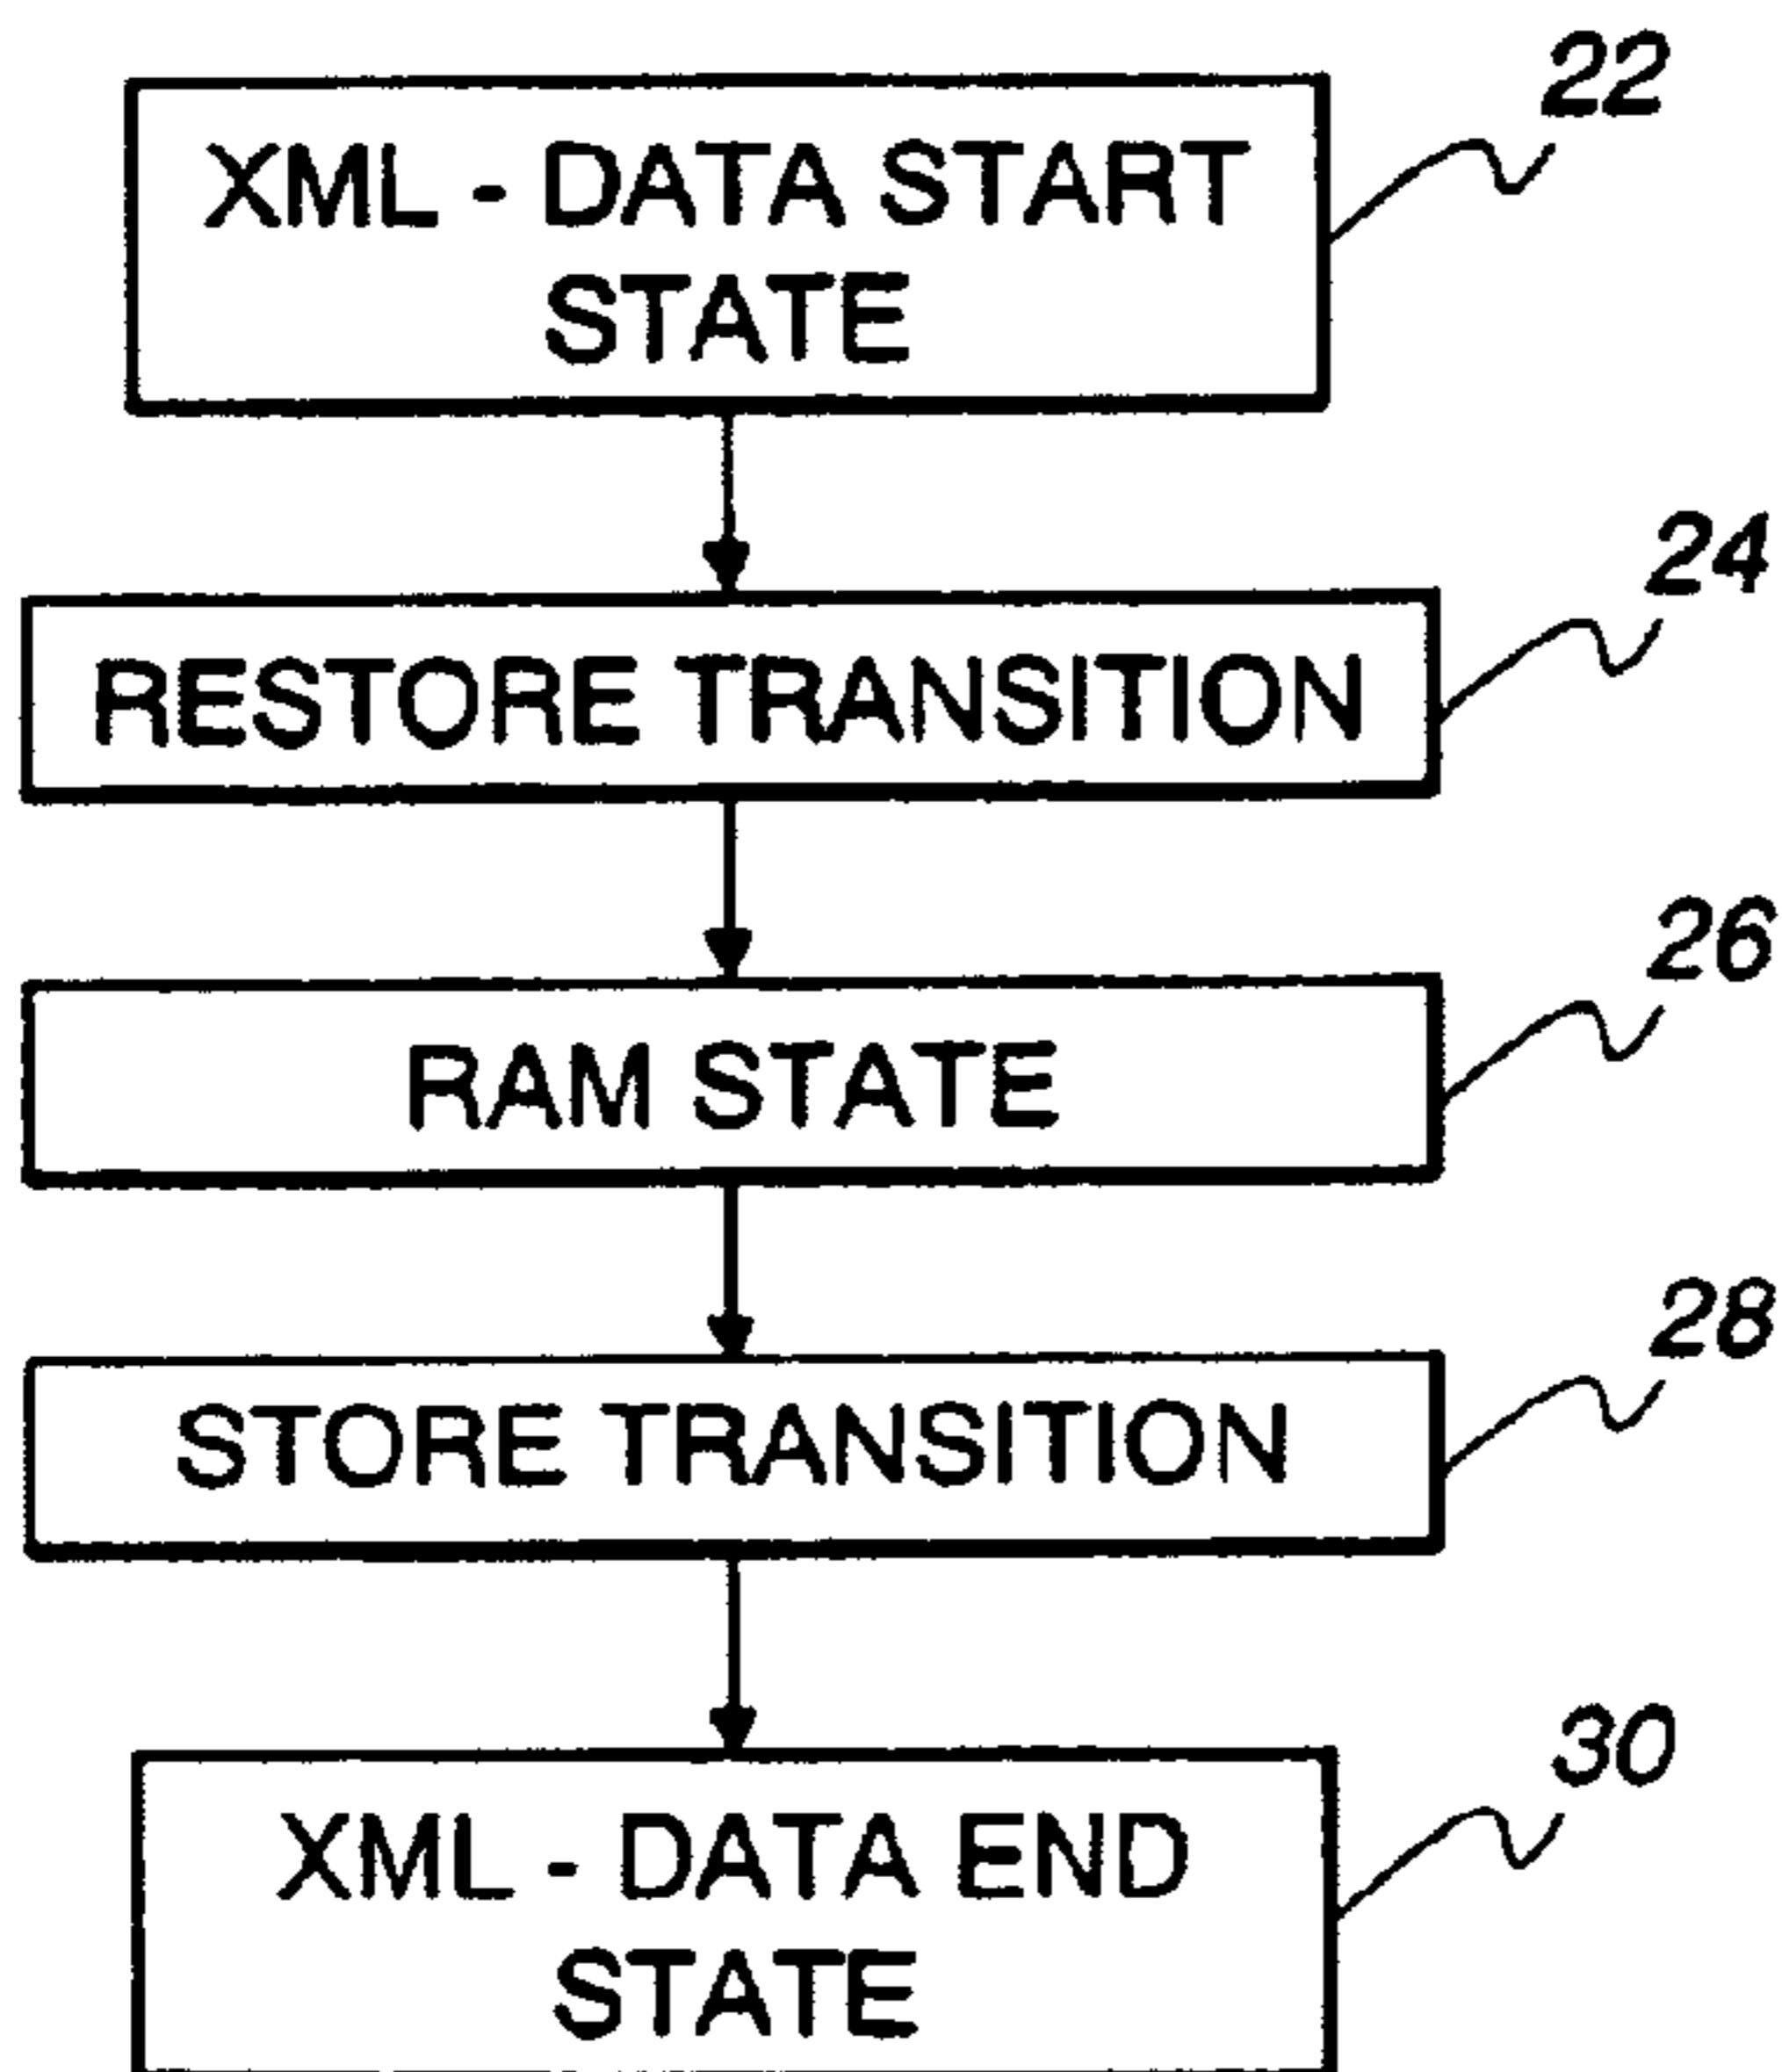 22
XML - DATA START
STATE
24
RESTORE TRANSITION
26
RAM STATE
28
STORE TRANSITION
30
XML - DATA END
STATE